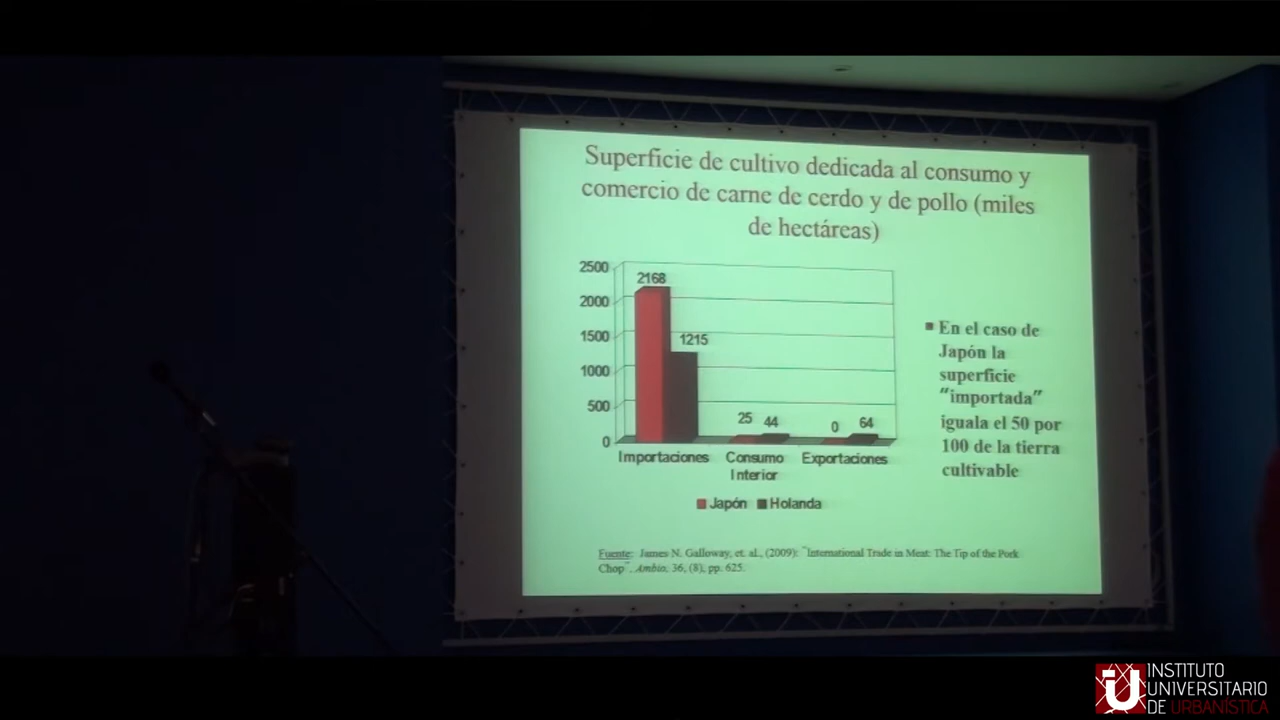 Superficie de cultivo dedicada al consumo y
comercio de carne de cerdo y de pollo (miles
de hectáreas)
2500
2000
1500
1000
500
0
2168
1215
25
44
0
64
Importaciones
Consumo
Interior
Exportaciones
Japón
Holanda
En el caso de
Japón la
superficie
"importada"
iguala el 50 por
100 de la tierra
cultivable
Fuente: James N. Galloway, et. al., (2009): "International Trade in Meat: The Tip of the Pork
Chop", Ambio, 36, (8), pp. 625.
INSTITUTO
UNIVERSITARIO
DE URBANÍSTICA